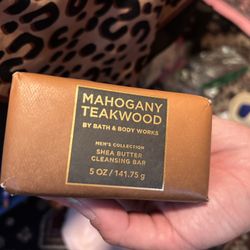 MAHOGANY
TEAKWOOD
BY BATH & BODY WORKS
MEN'S COLLECTION
SHEA BUTTER
CLEANSING BAR
5 OZ / 141.75 g